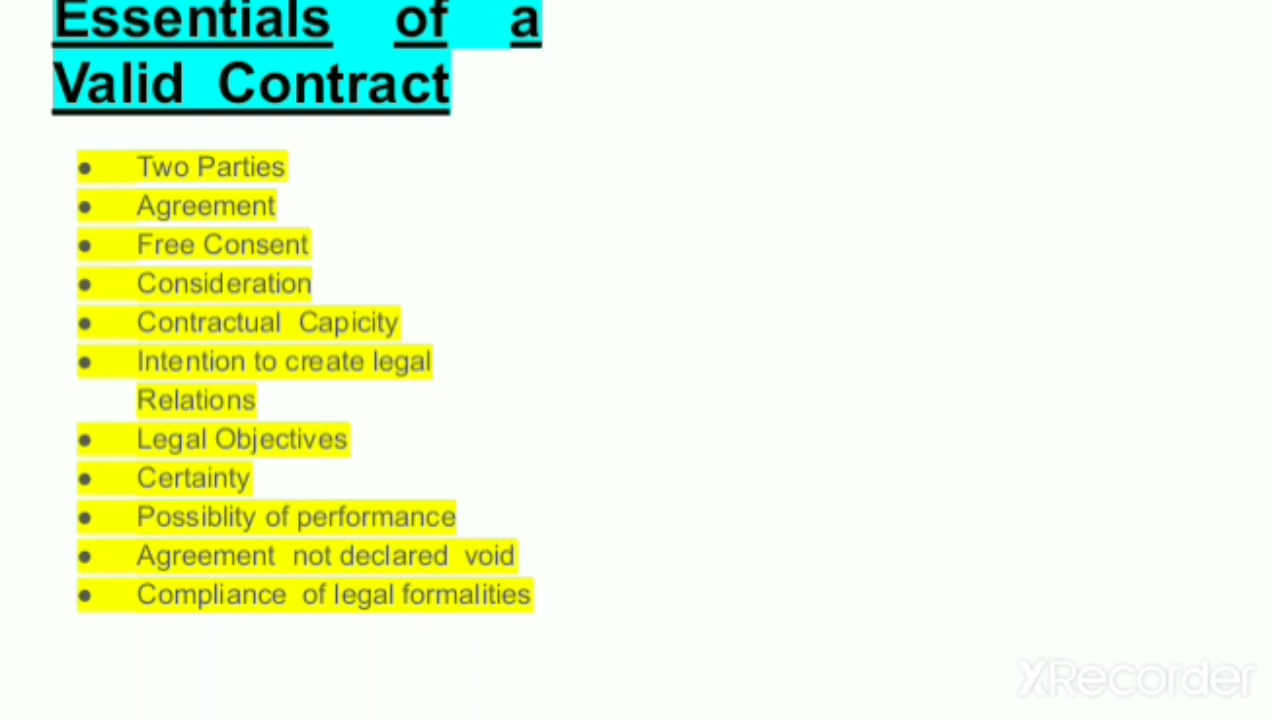 Essentials of a
Valid Contract
● Two Parties
● Agreement
● Free Consent
● Consideration
● Contractual Capicity
● Intention to create legal
Relations
● Legal Objectives
● Certainty
● Possiblity of performance
● Agreement not declared void
● Compliance of legal formalities
XRecorder